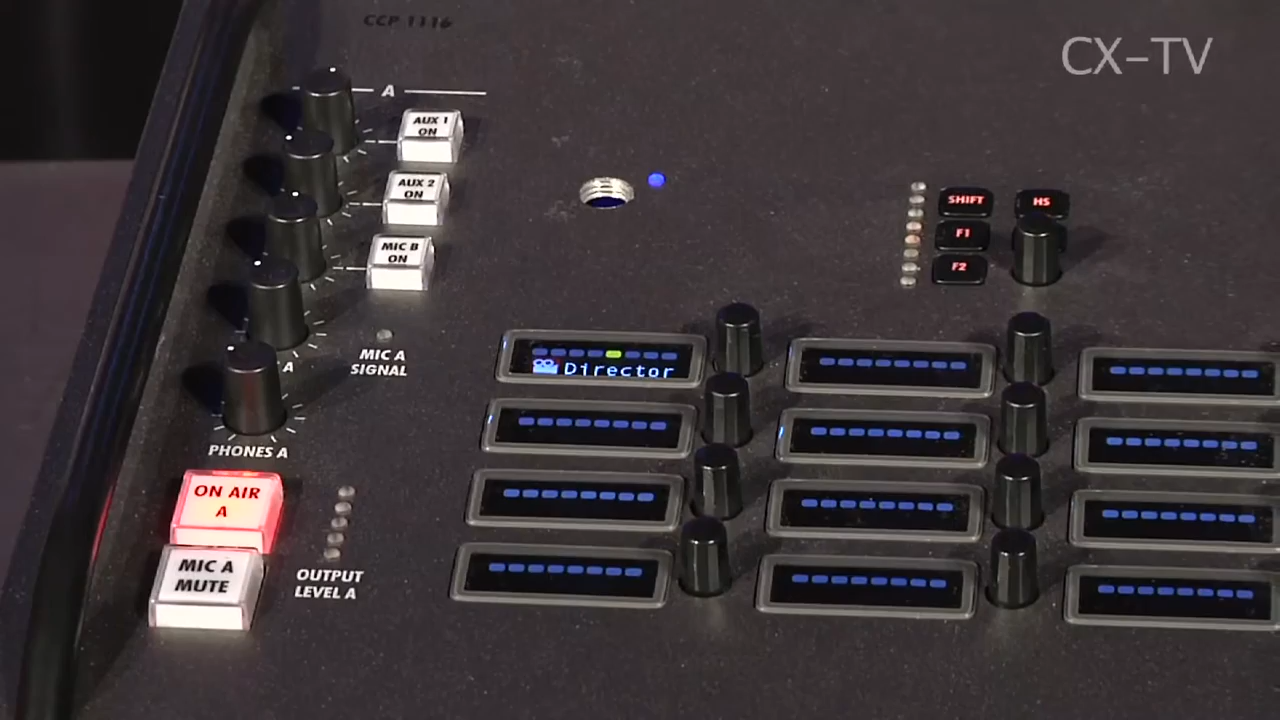 CCP 1116
CX-TV
A
AUX 1
ON
AUX 2
ON
MIC B
ON
SHIFT
HS
F1
F2
MIC A
SIGNAL
A
Director
PHONES A
ON AIR
A
MIC A
MUTE
OUTPUT
LEVEL A